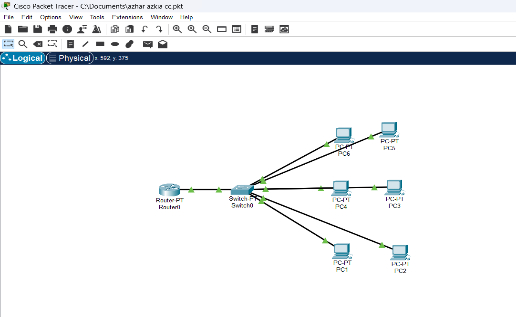 Cisco Packet Tracer - C:\Documents\azhar azkia cc.pkt
File Edit Options View Tools Extensions Window Help
Logical Physical x: 592, y: 375
PC-PT
PC5
PC-PT
PC6
Router-PT
Router0
Switch-PT
Switch0
PC-PT
PC4
PC-PT
PC3
PC-PT
PC1
PC-PT
PC2